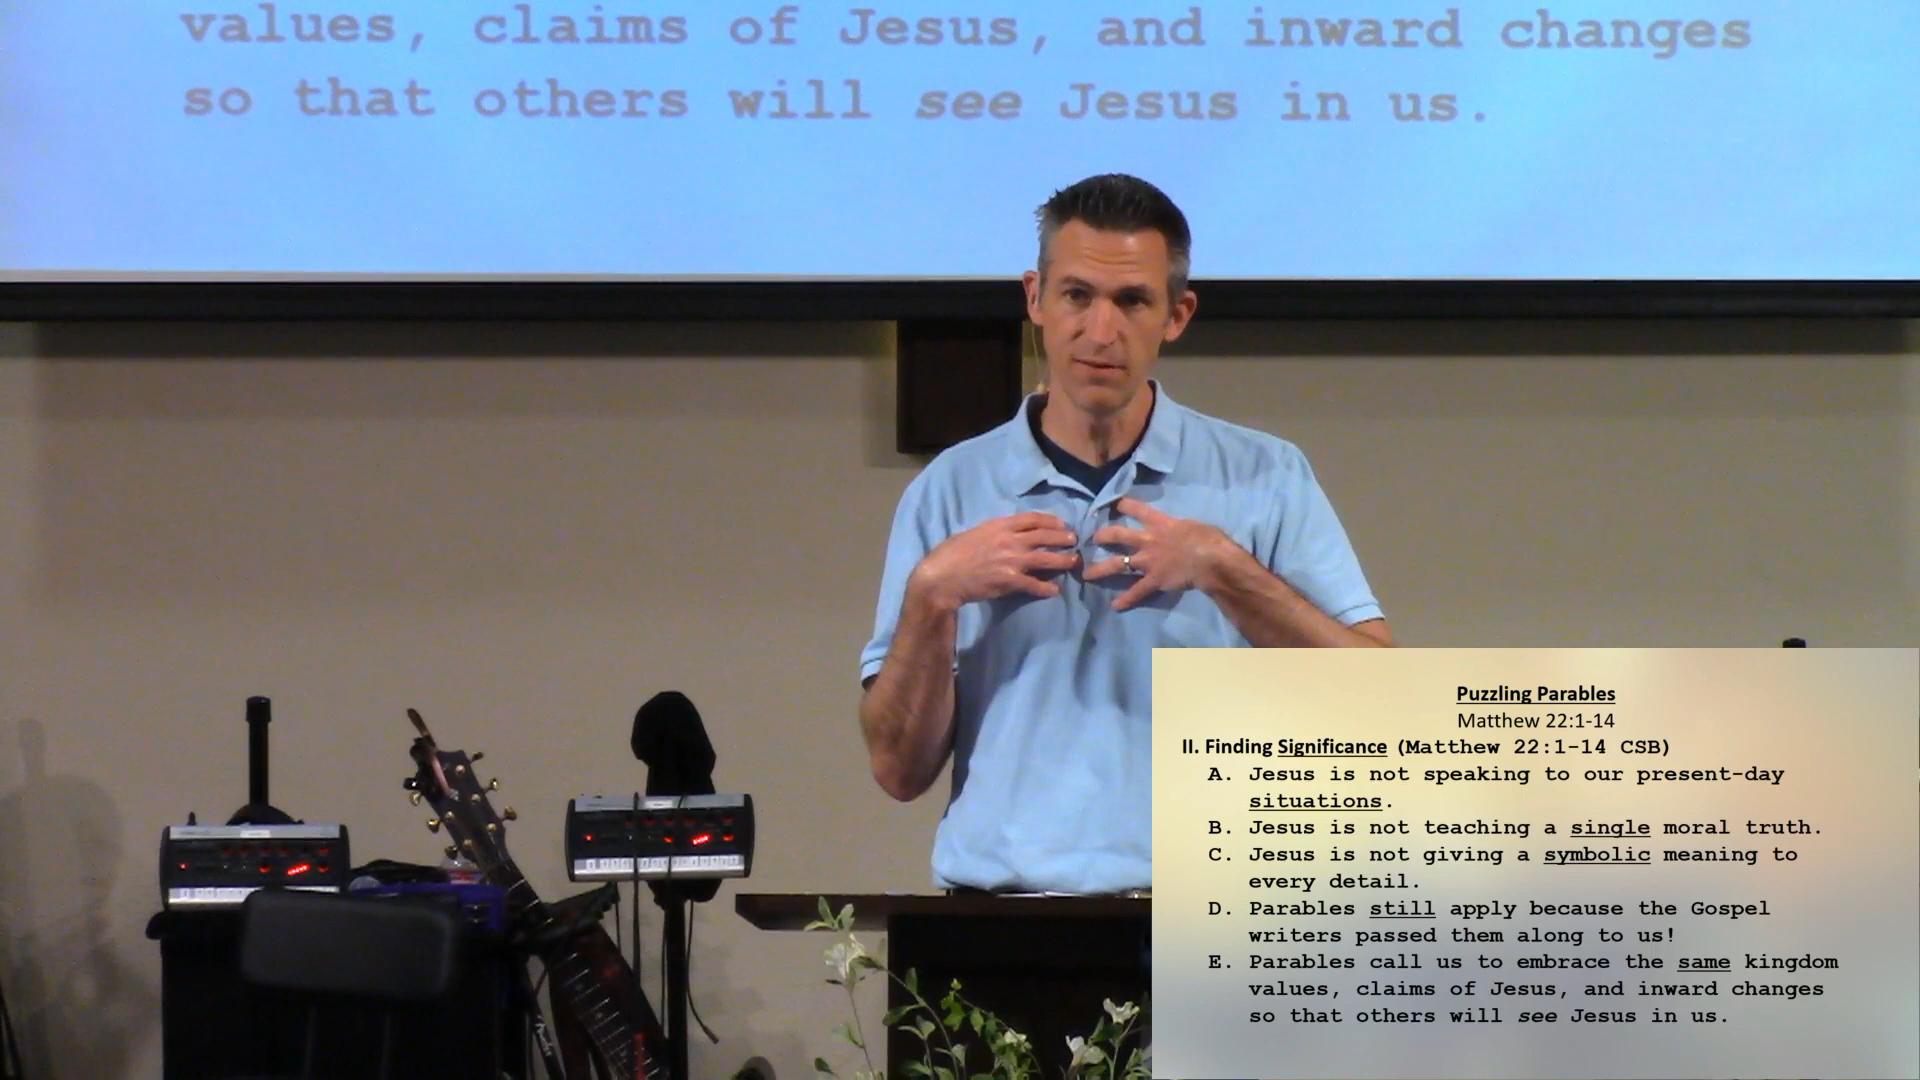 values, claims of Jesus, and inward changes
so that others will see Jesus in us.
Puzzling Parables
Matthew 22:1-14
II. Finding Significance (Matthew 22:1-14 CSB)
A. Jesus is not speaking to our present-day
situations.
B. Jesus is not teaching a single moral truth.
C. Jesus is not giving a symbolic meaning to
every detail.
D. Parables still apply because the Gospel
writers passed them along to us!
E. Parables call us to embrace the same kingdom
values, claims of Jesus, and inward changes
so that others will see Jesus in us.